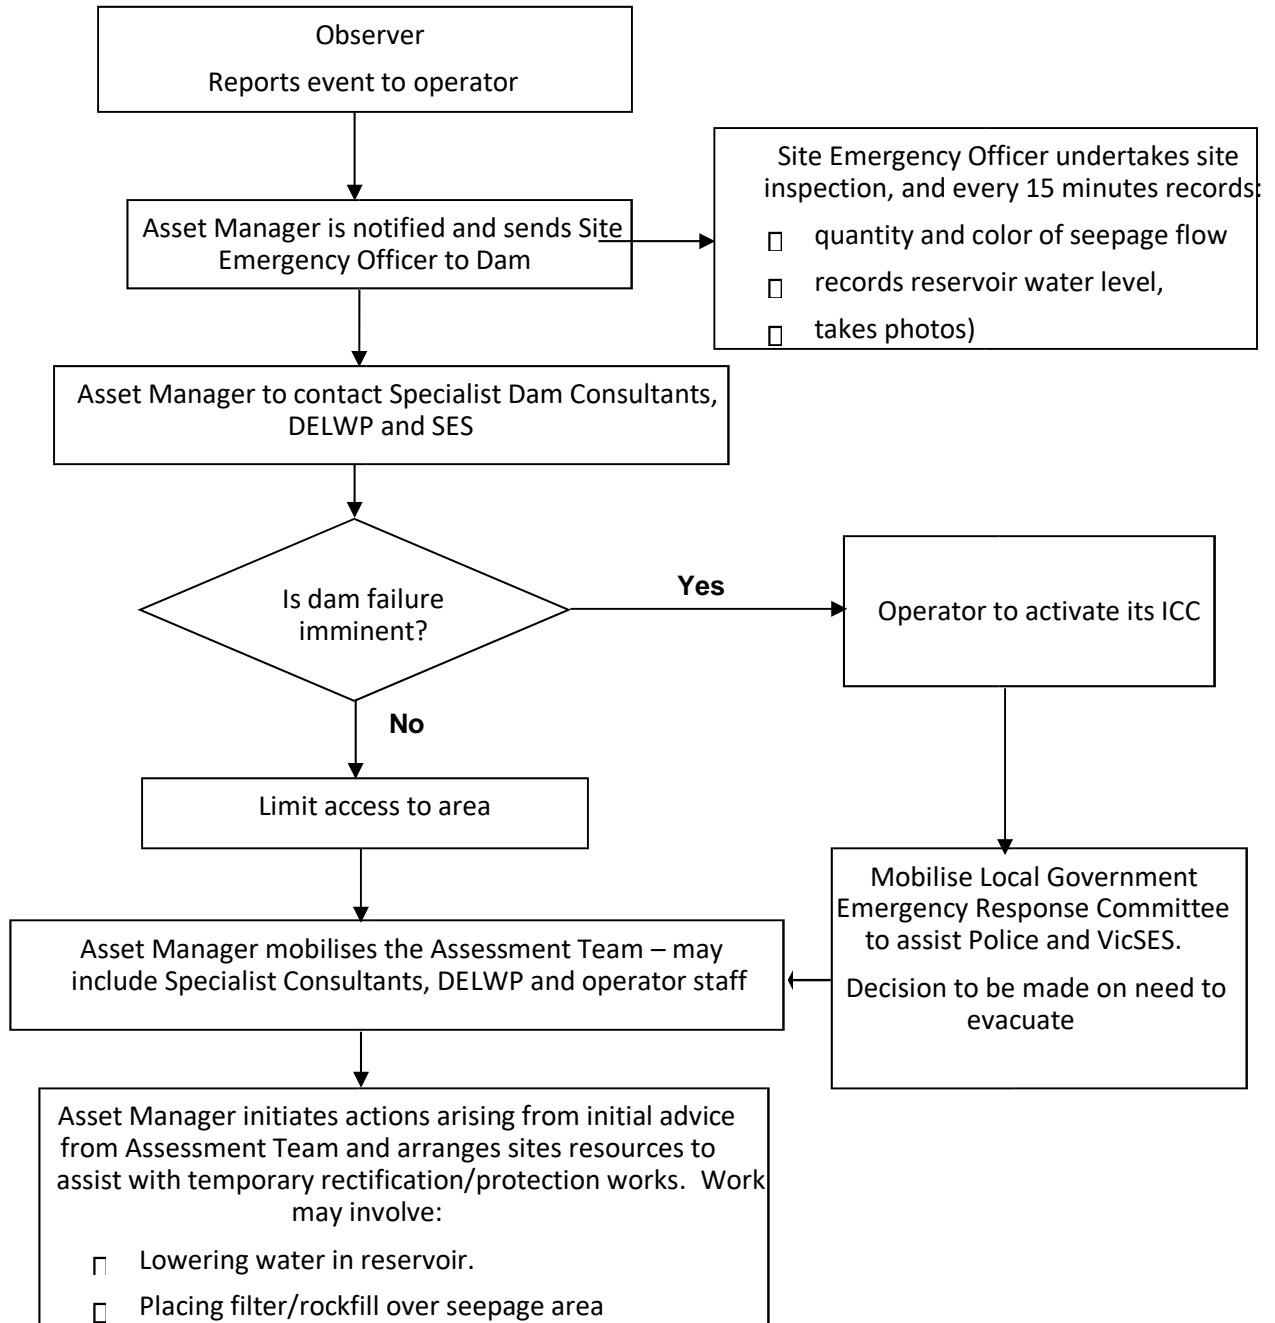 Observer
Reports event to operator
Asset Manager is notified and sends Site
Emergency Officer to Dam
Site Emergency Officer undertakes site
inspection, and every 15 minutes records:
quantity and color of seepage flow
records reservoir water level,
takes photos)
Asset Manager to contact Specialist Dam Consultants,
DELWP and SES
Is dam failure
imminent?
Yes
Operator to activate its ICC
No
Limit access to area
Mobilise Local Government
Emergency Response Committee
to assist Police and VicSES.
Decision to be made on need to
evacuate
Asset Manager mobilises the Assessment Team – may
include Specialist Consultants, DELWP and operator staff
Asset Manager initiates actions arising from initial advice
from Assessment Team and arranges sites resources to
assist with temporary rectification/protection works. Work
may involve:
Lowering water in reservoir.
Placing filter/rockfill over seepage area